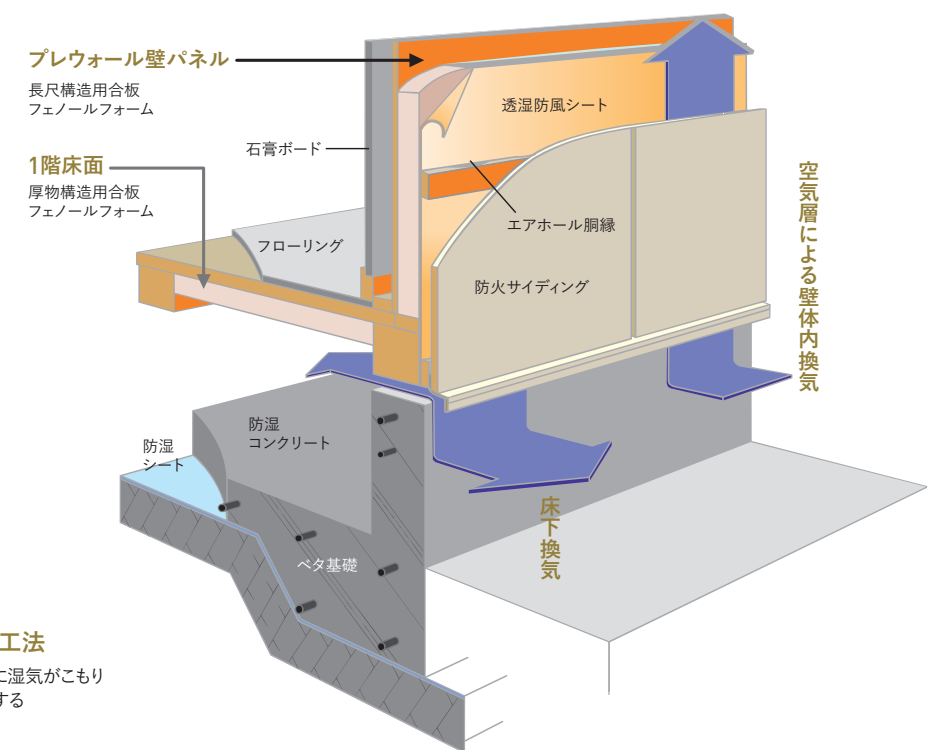 プレウォール壁パネル
長尺構造用合板
フェノールフォーム
透湿防風シート
石膏ボード
1階床面
厚物構造用合板
フェノールフォーム
エアホール胴縁
フローリング
防火サイディング
空気層による壁体内換気
防湿
コンクリート
防湿
シート
床下換気
ベタ基礎
工法
に湿気がこもり
する